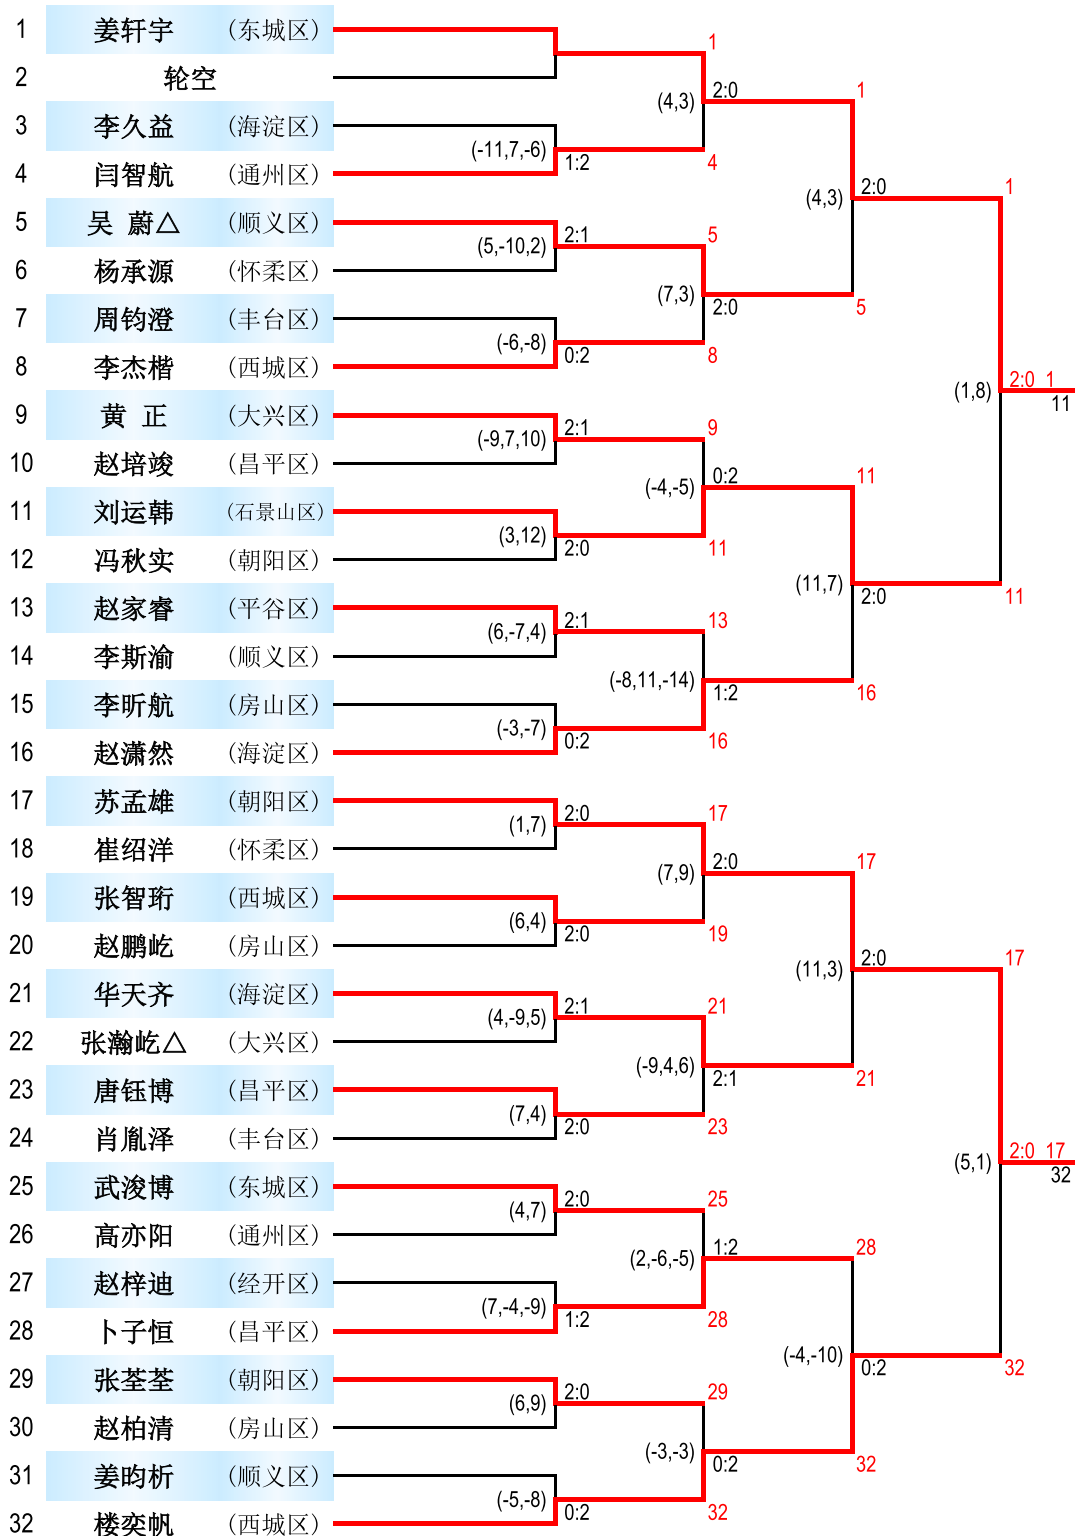 1 姜轩宇 (东城区)
2 轮空
3 李久益 (海淀区)
4 闫智航 (通州区)
5 吴 蔚△ (顺义区)
6 杨承源 (怀柔区)
7 周钧澄 (丰台区)
8 李杰楷 (西城区)
9 黄 正 (大兴区)
10 赵培竣 (昌平区)
11 刘运韩 (石景山区)
12 冯秋实 (朝阳区)
13 赵家睿 (平谷区)
14 李斯渝 (顺义区)
15 李昕航 (房山区)
16 赵潇然 (海淀区)
17 苏孟雄 (朝阳区)
18 崔绍洋 (怀柔区)
19 张智珩 (西城区)
20 赵鹏屹 (房山区)
21 华天齐 (海淀区)
22 张瀚屹△ (大兴区)
23 唐钰博 (昌平区)
24 肖胤泽 (丰台区)
25 武浚博 (东城区)
26 高亦阳 (通州区)
27 赵梓迪 (经开区)
28 卜子恒 (昌平区)
29 张荃荃 (朝阳区)
30 赵柏清 (房山区)
31 姜昀析 (顺义区)
32 楼奕帆 (西城区)
(-11,7,-6) 1:2
(5,-10,2) 2:1
(-6,-8) 0:2
(-9,7,10) 2:1
(3,12) 2:0
(6,-7,4) 2:1
(-3,-7) 0:2
(1,7) 2:0
(6,4) 2:0
(4,-9,5) 2:1
(7,4) 2:0
(4,7) 2:0
(7,-4,-9) 1:2
(6,9) 2:0
(-5,-8) 0:2
1
(4,3) 2:0
4
5
(7,3) 2:0
8
9
(-4,-5) 0:2
11
13
(-8,11,-14) 1:2
16
17
(7,9) 2:0
19
21
(-9,4,6) 2:1
23
25
(2,-6,-5) 1:2
28
29
(-3,-3) 0:2
32
1
(4,3) 2:0
5
11
(11,7) 2:0
16
17
(11,3) 2:0
21
28
(-4,-10) 0:2
32
1
(1,8) 2:0 1
11
11
17
(5,1) 2:0 17
32
32